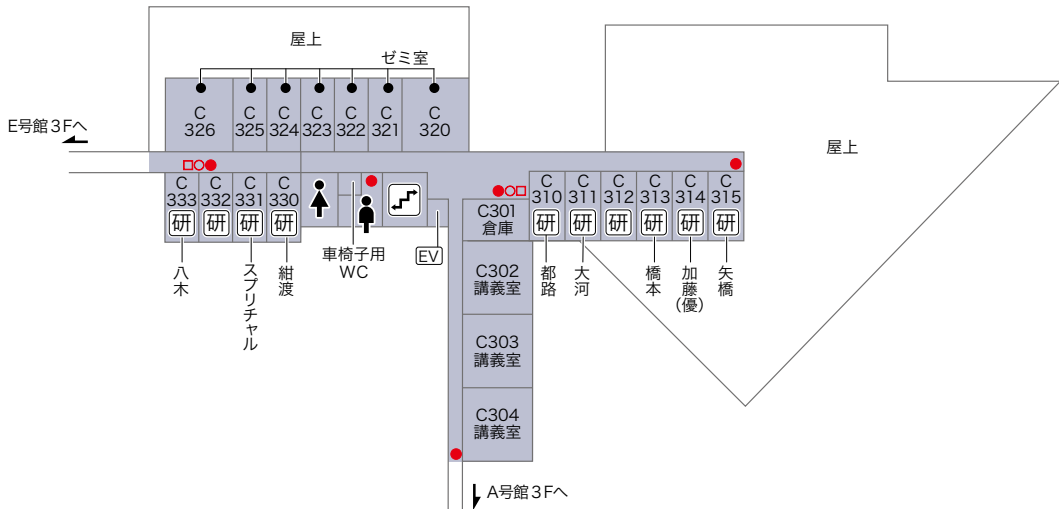 屋上
ゼミ室
C
326
C
325
C
324
C
323
C
322
C
321
C
320
E号館3Fへ
屋上
C
333
研
八木
C
332
研
C
331
研
スプリチャル
C
330
研
紺渡
車椅子用
WC
EV
C301
倉庫
C
310
研
都路
C
311
研
大河
C
312
研
C
313
研
橋本
C
314
研
加藤(優)
C
315
研
矢橋
C302
講義室
C303
講義室
C304
講義室
A号館3Fへ